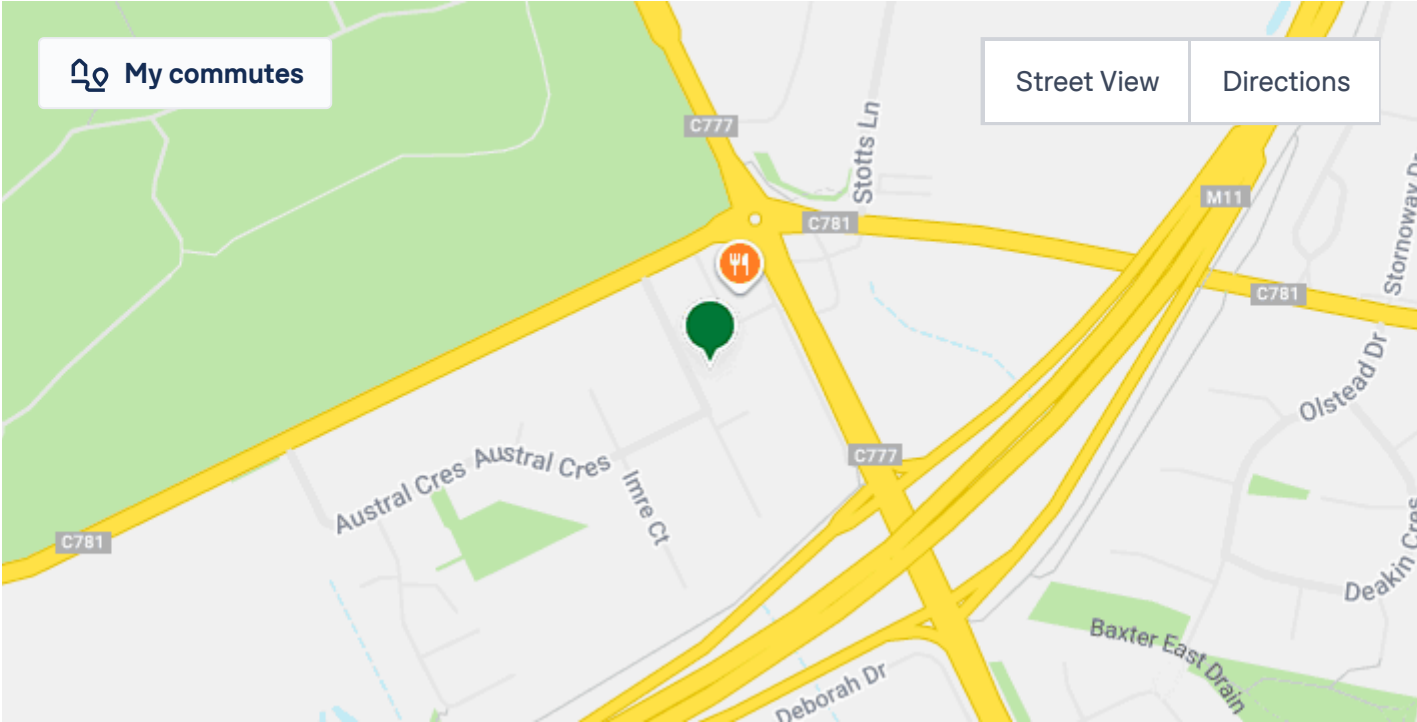 My commutes
Street View
Directions
C777
Stotts Ln
M11
C781
C781
Stornoway Dr
Olstead Dr
C777
Austral Cres
Austral Cres
Imre Ct
C781
Deakin Cres
Baxter East Drain
Deborah Dr